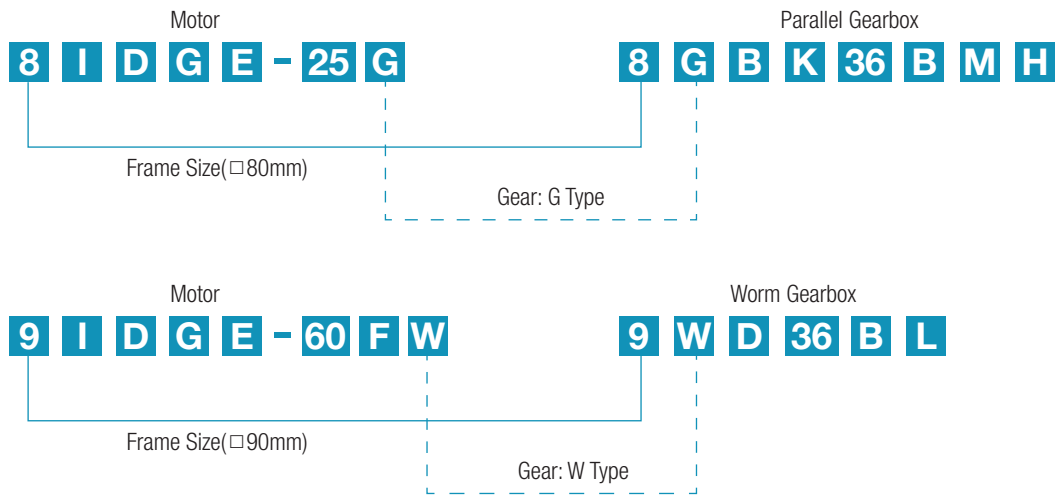 Motor
Parallel Gearbox
8 I D G E - 25 G
8 G B K 36 B M H
Frame Size(□80mm)
Gear: G Type
Motor
Worm Gearbox
9 I D G E - 60 F W
9 W D 36 B L
Frame Size(□90mm)
Gear: W Type